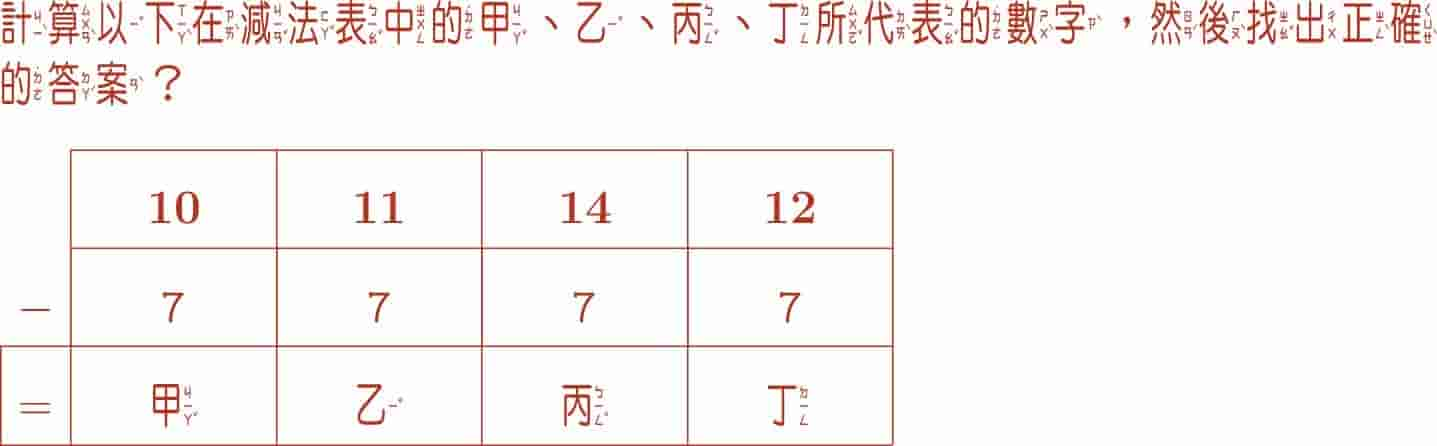 計算以下在減法表中的甲、乙、丙、丁所代表的數字，然後找出正確
的答案？
10 11 14 12
− 7 7 7 7
= 甲 乙 丙 丁